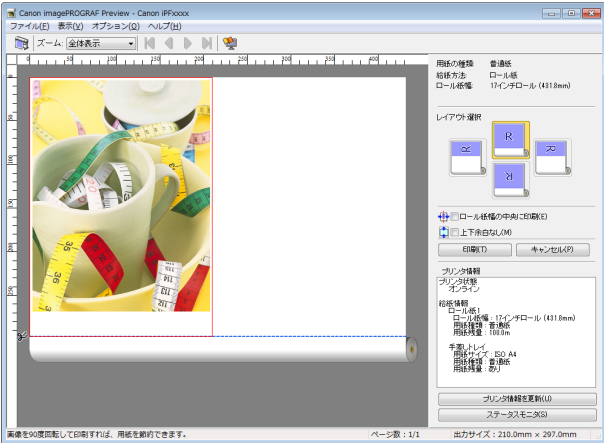 Canon imagePROGRAF Preview - Canon iPFxxxx
ファイル(F) 表示(V) オプション(O) ヘルプ(H)
ズーム: 全体表示
0 50 100 150 200 250 300 350 400
用紙の種類 普通紙
給紙方法: ロール紙
ロール紙幅: 17インチロール (431.8mm)
レイアウト選択
R
R
R
R
ロール紙幅の中央に印刷(E)
上下余白なし(M)
印刷(T) キャンセル(P)
プリンタ情報
プリンタ状態
オンライン
給紙情報
ロール紙1
ロール紙幅 : 17インチロール (431.8mm)
用紙種類 : 普通紙
用紙残量 : 100.0m
手差しトレイ
用紙サイズ : ISO A4
用紙種類 : 普通紙
用紙残量 : あり
プリンタ情報を更新(U)
ステータスモニタ(S)
画像を90度回転して印刷すれば、用紙を節約できます。 ページ数 : 1/1 出力サイズ : 210.0mm × 297.0mm